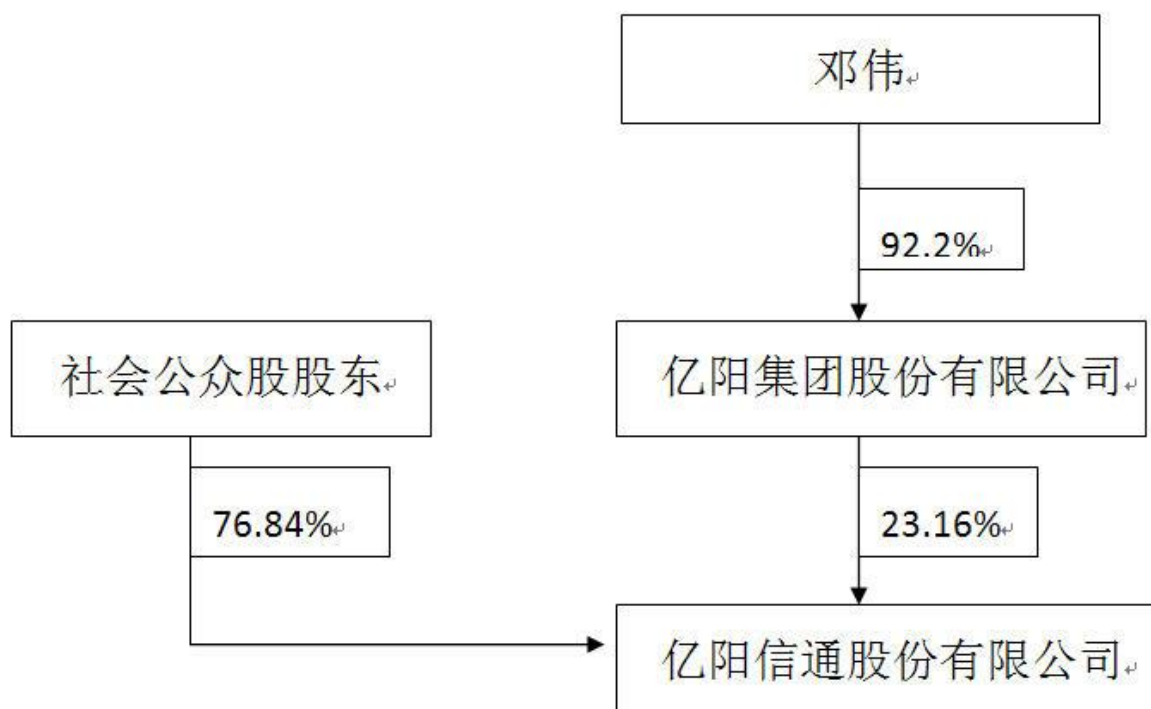 邓伟
92.2%
社会公众股股东
亿阳集团股份有限公司
76.84%
23.16%
亿阳信通股份有限公司